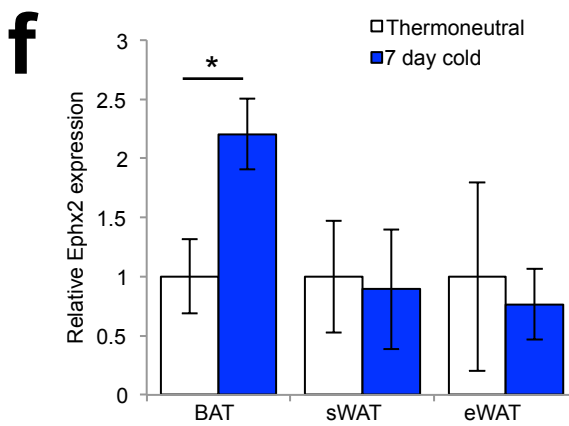 f
Thermoneutral
7 day cold
*
Relative Ephx2 expression
3
2.5
2
1.5
1
0.5
0
BAT sWAT eWAT